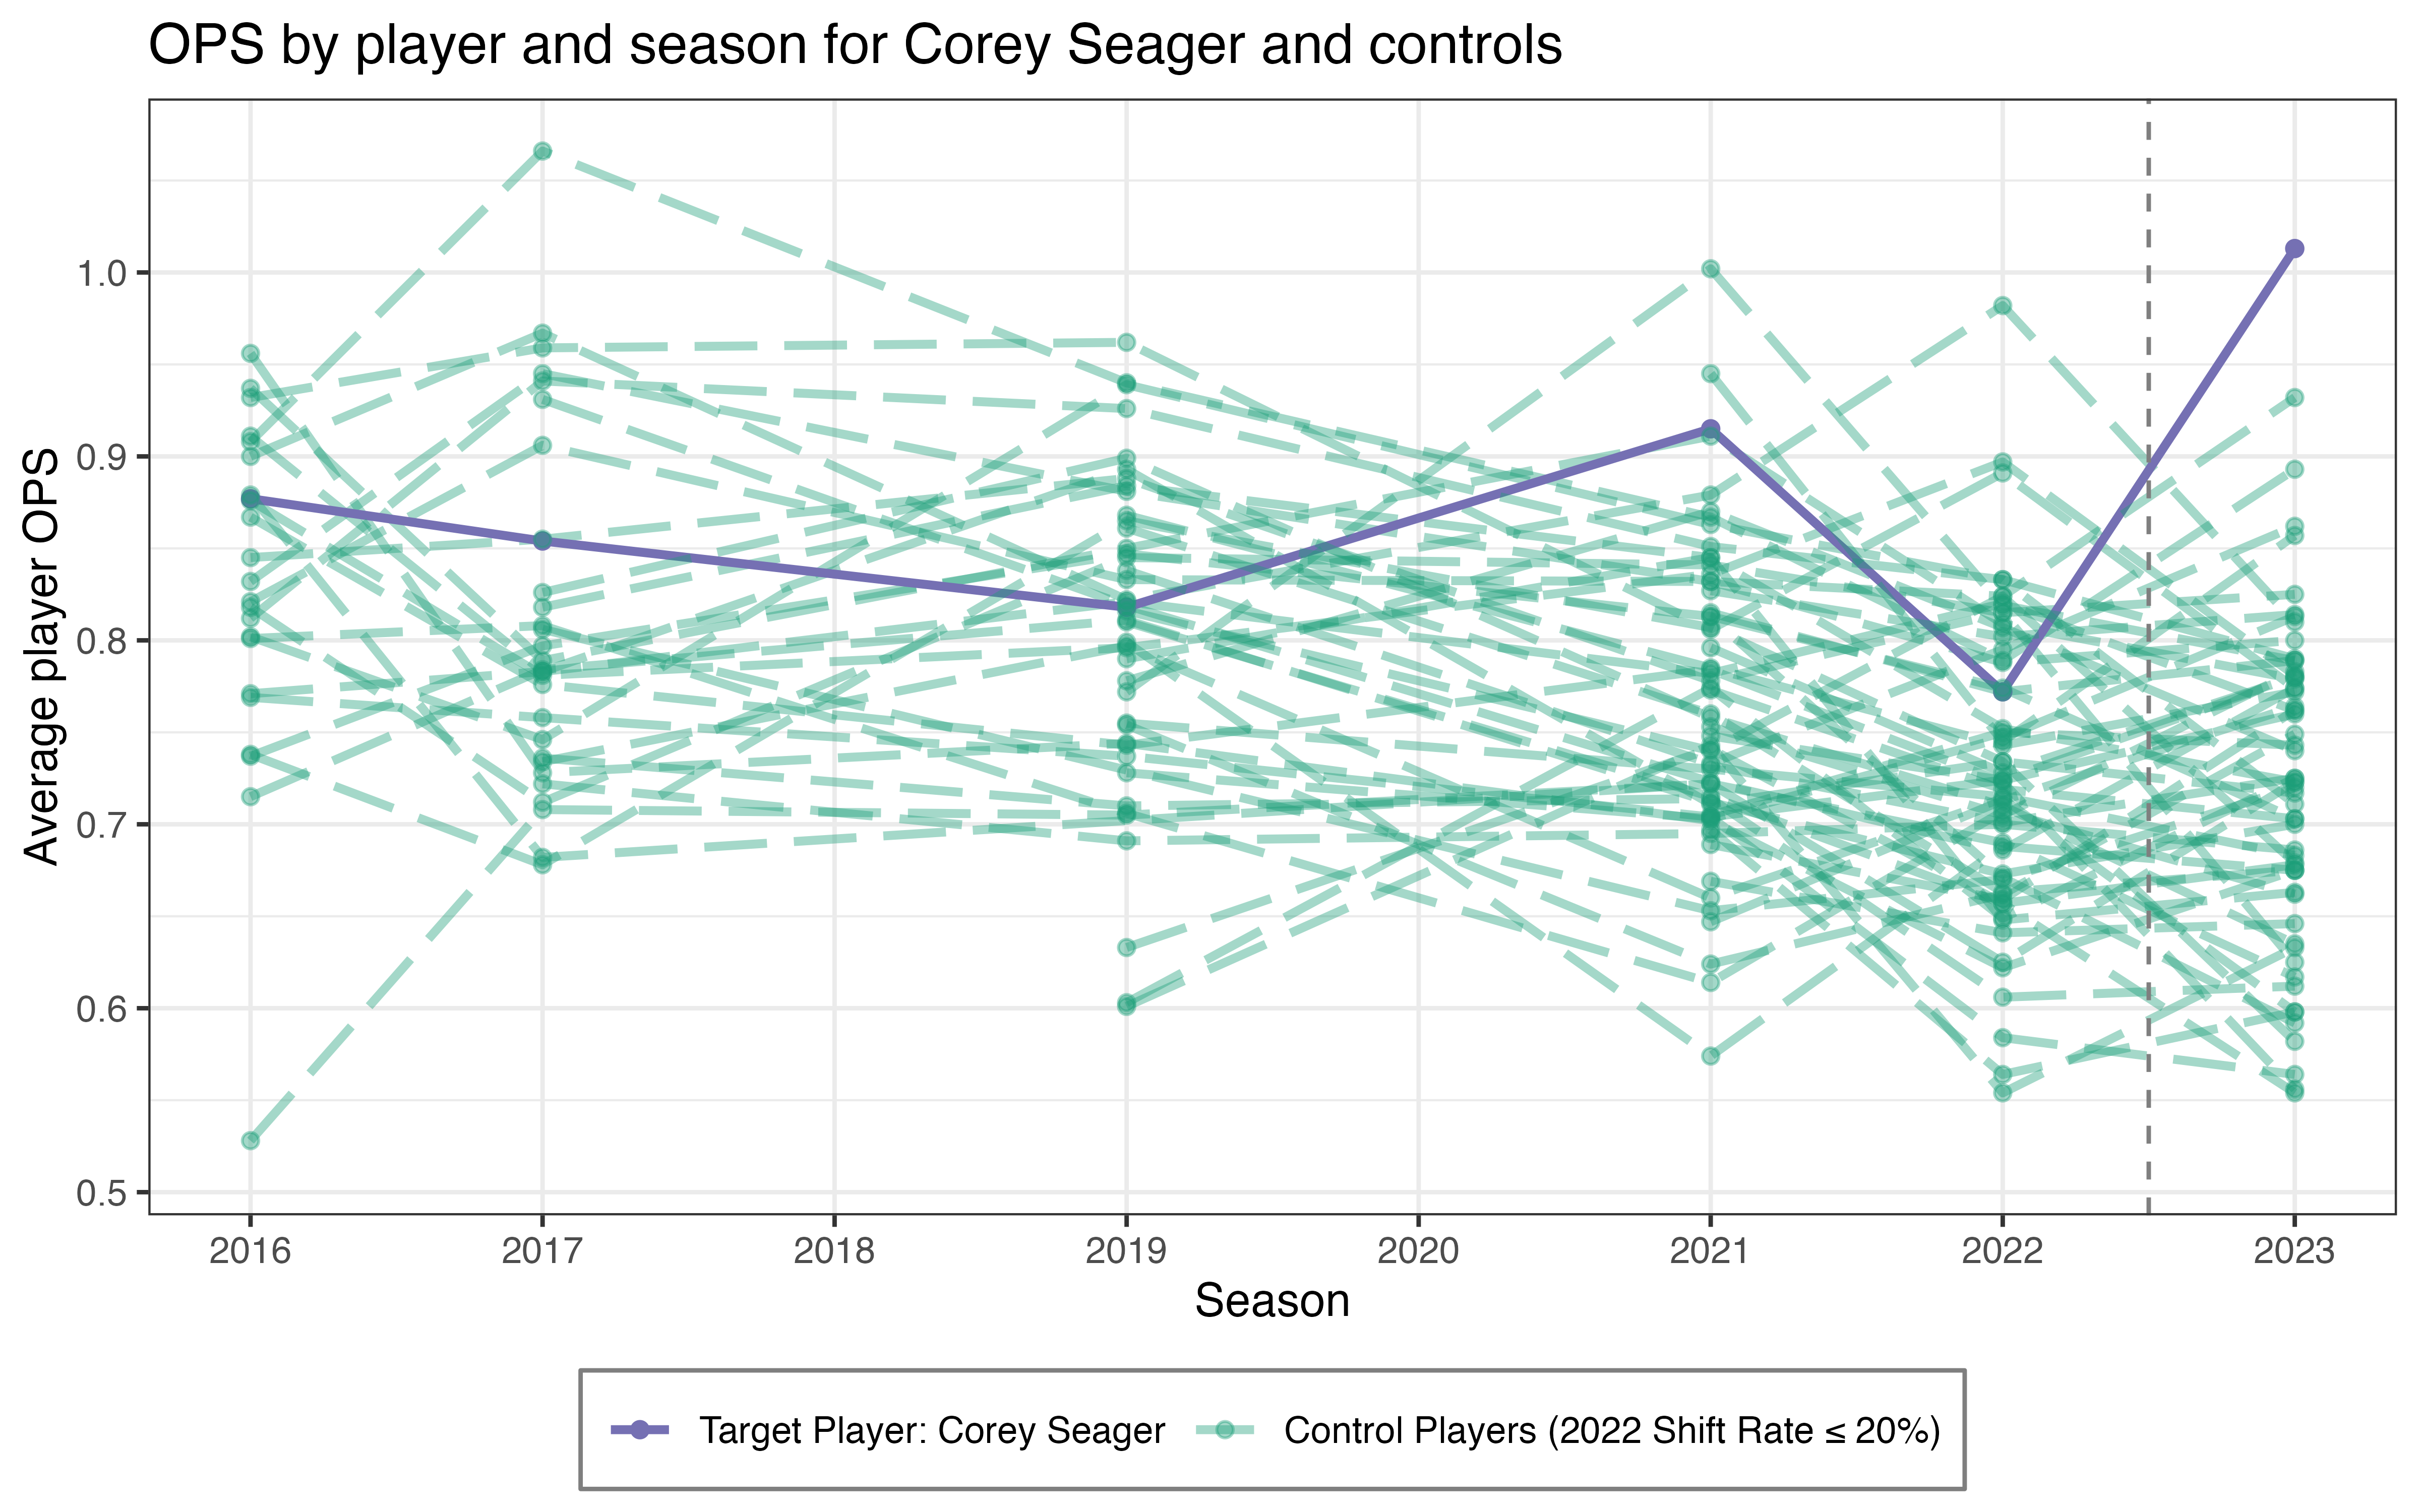 OPS by player and season for Corey Seager and controls
Average player OPS
1.0
0.9
0.8
0.7
0.6
0.5
2016 2017 2018 2019 2020 2021 2022 2023
Season
Target Player: Corey Seager Control Players (2022 Shift Rate ≤ 20%)